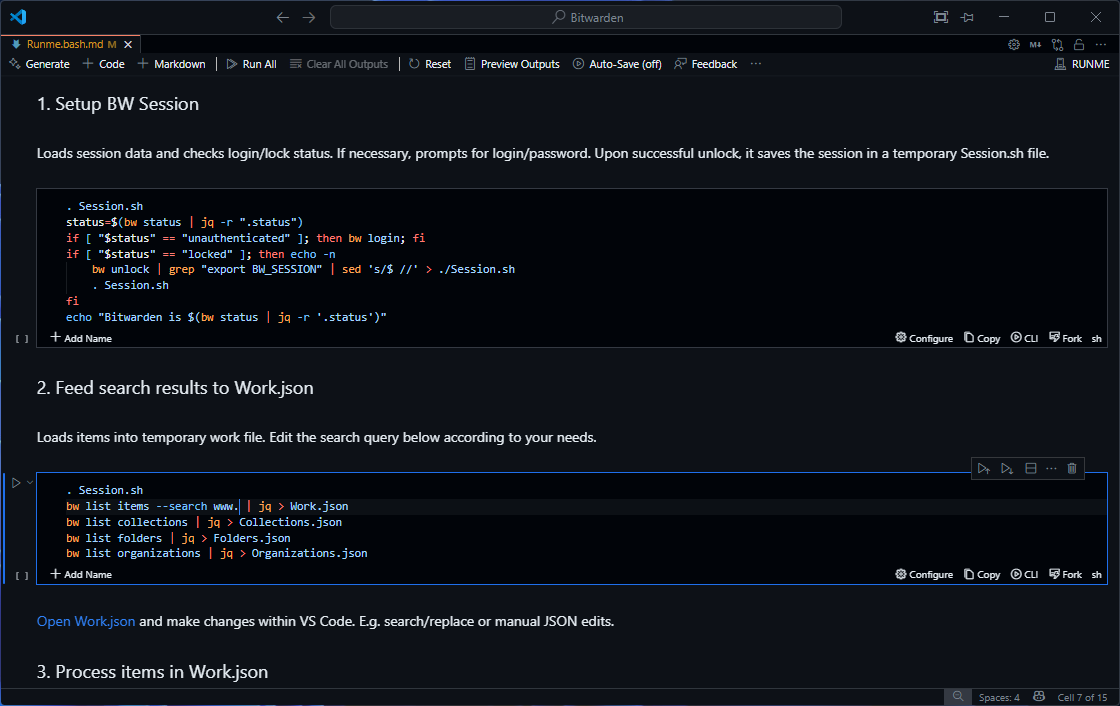 Bitwarden
Runme.bash.md M
M↓
Generate Code Markdown Run All Clear All Outputs Reset Preview Outputs Auto-Save (off) Feedback ··· RUNME
1. Setup BW Session
Loads session data and checks login/lock status. If necessary, prompts for login/password. Upon successful unlock, it saves the session in a temporary Session.sh file.
. Session.sh
status=$(bw status | jq -r ".status")
if [ "$status" == "unauthenticated" ]; then bw login; fi
if [ "$status" == "locked" ]; then echo -n
bw unlock | grep "export BW_SESSION" | sed 's/$ //' > ./Session.sh
. Session.sh
fi
echo "Bitwarden is $(bw status | jq -r '.status')"
[ ] Add Name Configure Copy CLI Fork sh
2. Feed search results to Work.json
Loads items into temporary work file. Edit the search query below according to your needs.
. Session.sh
bw list items --search www. | jq > Work.json
bw list collections | jq > Collections.json
bw list folders | jq > Folders.json
bw list organizations | jq > Organizations.json
[ ] Add Name Configure Copy CLI Fork sh
Open Work.json and make changes within VS Code. E.g. search/replace or manual JSON edits.
3. Process items in Work.json
Spaces: 4 Cell 7 of 15